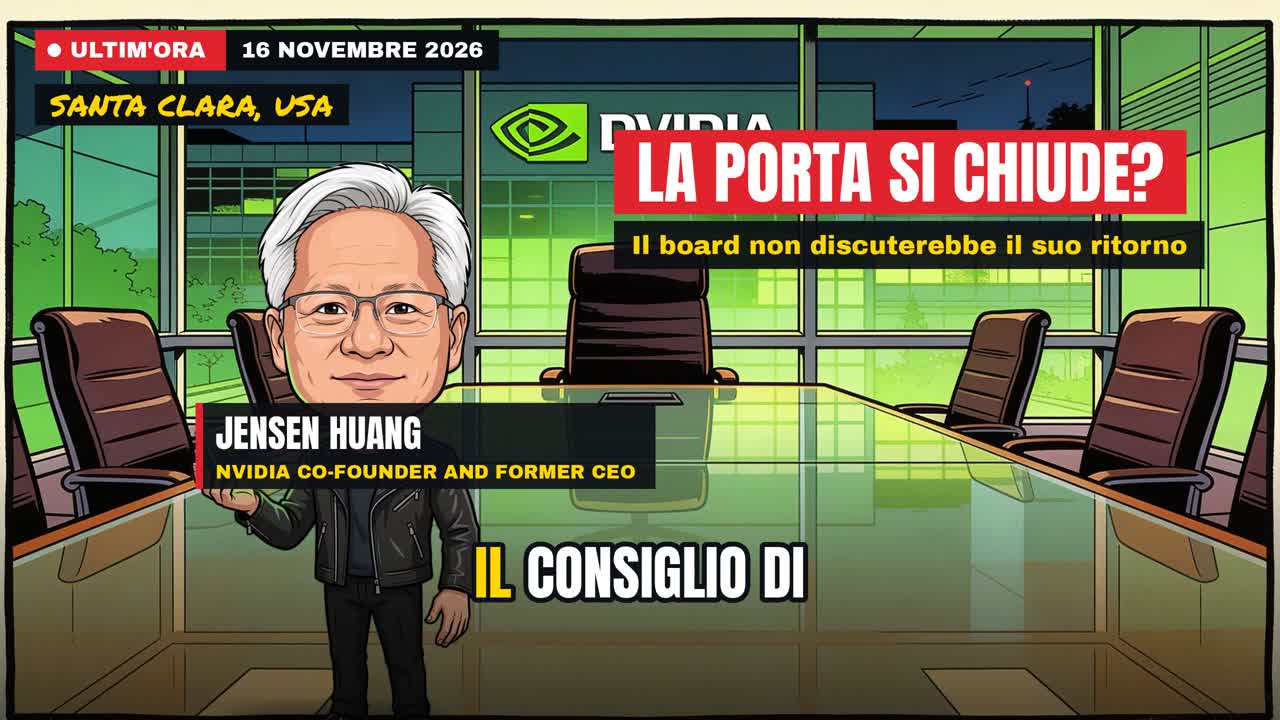 ULTIM'ORA 16 NOVEMBRE 2026
SANTA CLARA, USA
LA PORTA SI CHIUDE?
Il board non discuterebbe il suo ritorno
JENSEN HUANG
NVIDIA CO-FOUNDER AND FORMER CEO
IL CONSIGLIO DI